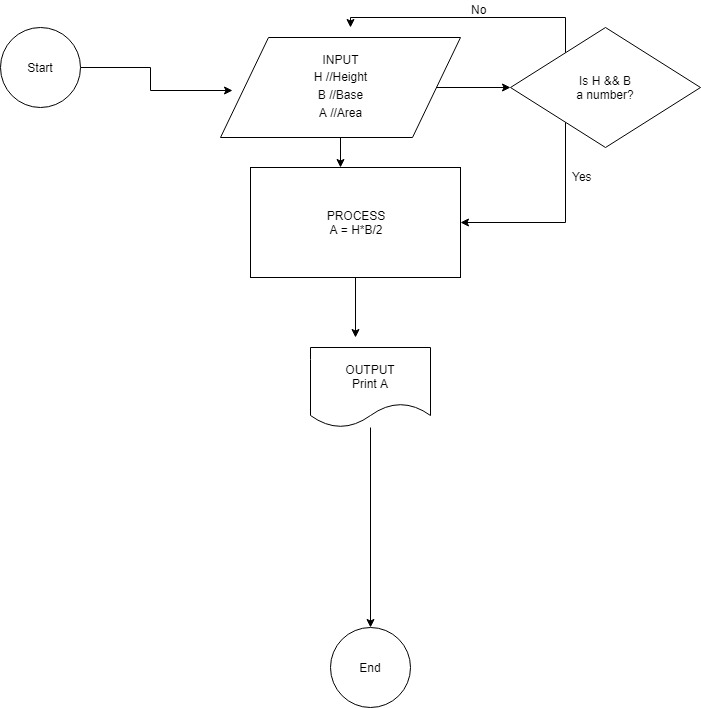 No
Start
INPUT
H //Height
B //Base
A //Area
Is H && B
a number?
Yes
PROCESS
A = H*B/2
OUTPUT
Print A
End